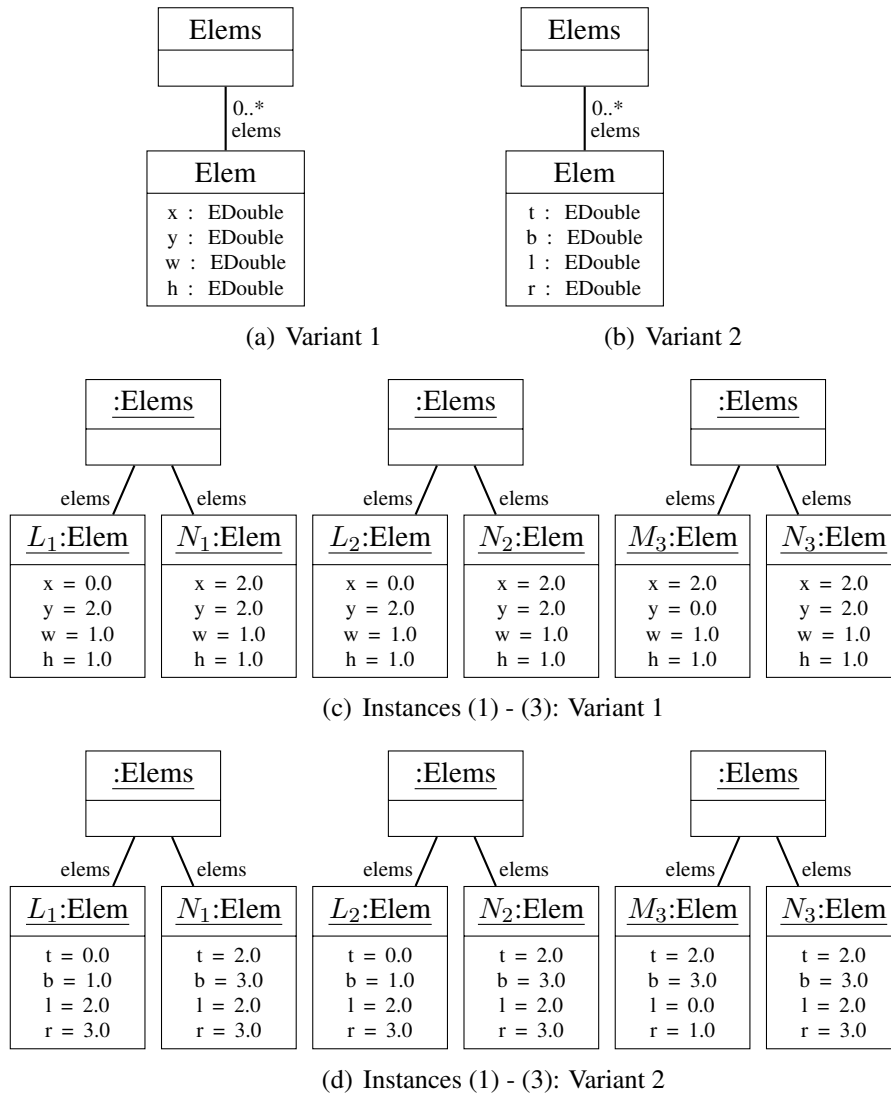 Elems Elems
0..* 0..*
elems elems
Elem Elem
x : EDouble t : EDouble
y : EDouble b : EDouble
w : EDouble l : EDouble
h : EDouble r : EDouble
(a) Variant 1 (b) Variant 2
:Elems :Elems :Elems
elems elems elems elems elems elems
L1:Elem N1:Elem L2:Elem N2:Elem M3:Elem N3:Elem
x = 0.0 x = 2.0 x = 0.0 x = 2.0 x = 2.0 x = 2.0
y = 2.0 y = 2.0 y = 2.0 y = 2.0 y = 0.0 y = 2.0
w = 1.0 w = 1.0 w = 1.0 w = 1.0 w = 1.0 w = 1.0
h = 1.0 h = 1.0 h = 1.0 h = 1.0 h = 1.0 h = 1.0
(c) Instances (1) - (3): Variant 1
:Elems :Elems :Elems
elems elems elems elems elems elems
L1:Elem N1:Elem L2:Elem N2:Elem M3:Elem N3:Elem
t = 0.0 t = 2.0 t = 0.0 t = 2.0 t = 2.0 t = 2.0
b = 1.0 b = 3.0 b = 1.0 b = 3.0 b = 3.0 b = 3.0
l = 2.0 l = 2.0 l = 2.0 l = 2.0 l = 0.0 l = 2.0
r = 3.0 r = 3.0 r = 3.0 r = 3.0 r = 1.0 r = 3.0
(d) Instances (1) - (3): Variant 2